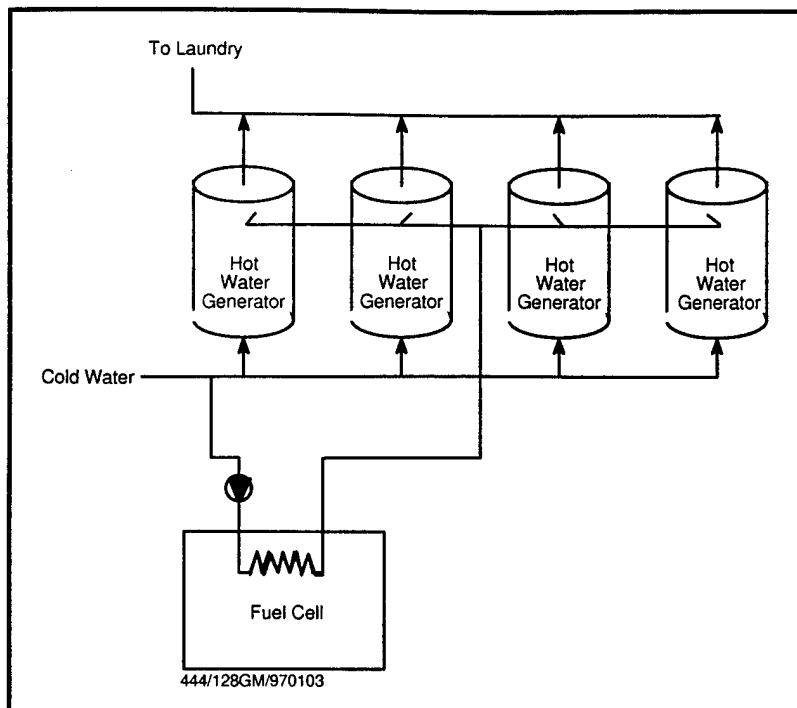 To Laundry
Hot
Water
Generator
Hot
Water
Generator
Hot
Water
Generator
Hot
Water
Generator
Cold Water
Fuel Cell
444/128GM/970103